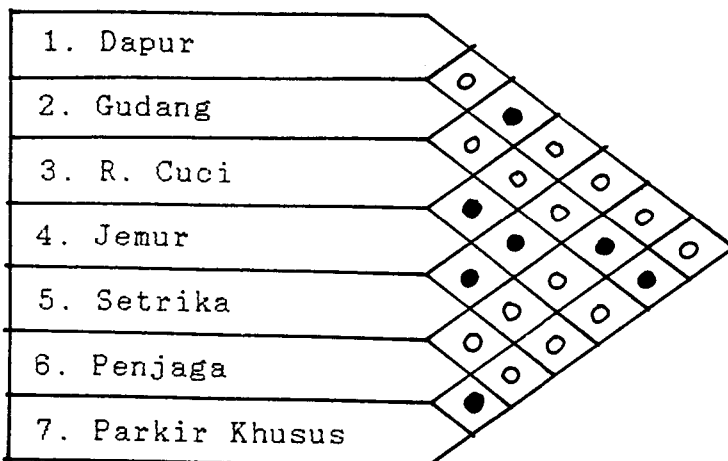 1. Dapur
2. Gudang
3. R. Cuci
4. Jemur
5. Setrika
6. Penjaga
7. Parkir Khusus